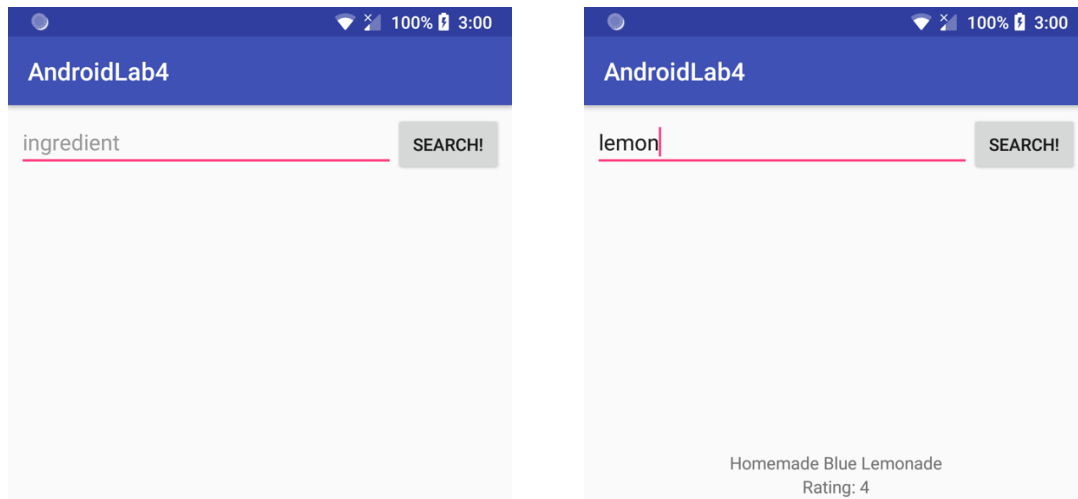 100% 3:00
AndroidLab4
ingredient SEARCH!
100% 3:00
AndroidLab4
lemon SEARCH!
Homemade Blue Lemonade
Rating: 4